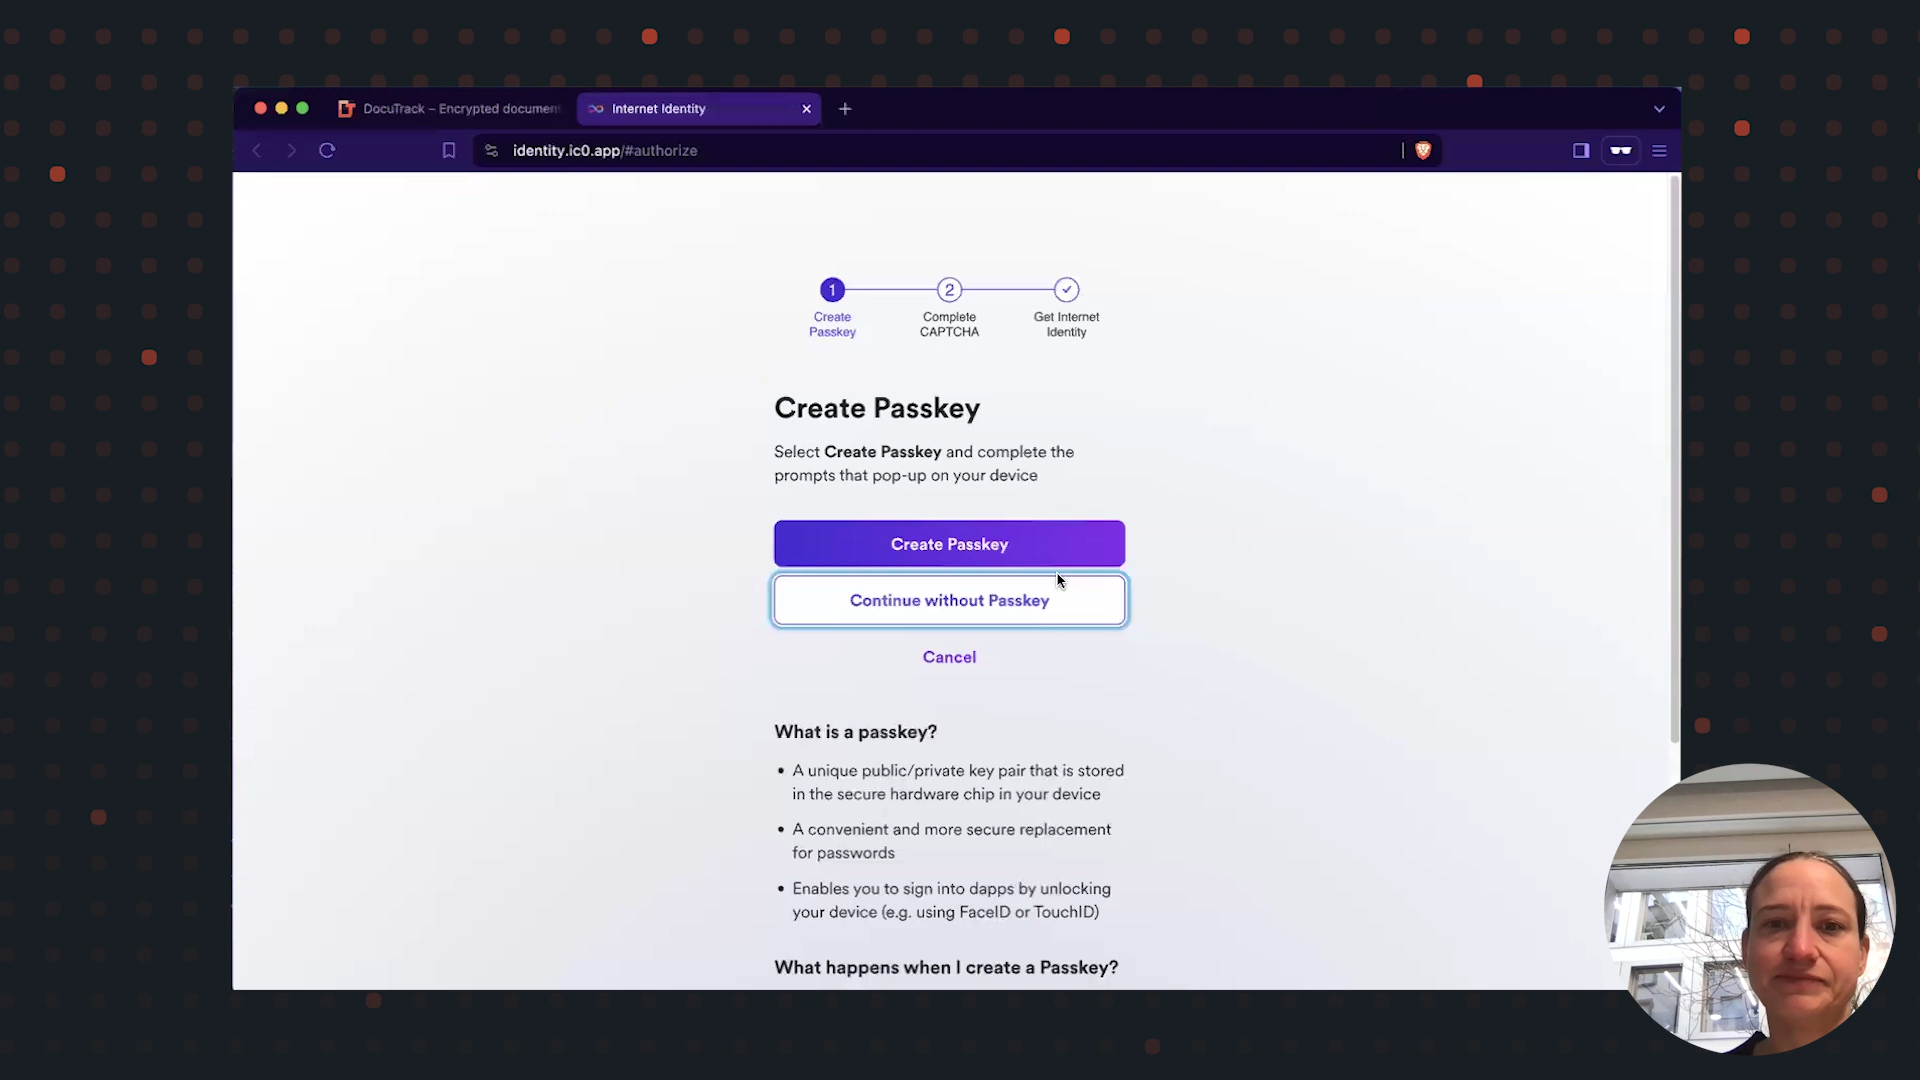 DocuTrack – Encrypted documen
Internet Identity
identity.ic0.app/#authorize
1
2
Create
Passkey
Complete
CAPTCHA
Get Internet
Identity
Create Passkey
Select Create Passkey and complete the
prompts that pop-up on your device
Create Passkey
Continue without Passkey
Cancel
What is a passkey?
• A unique public/private key pair that is stored
in the secure hardware chip in your device
• A convenient and more secure replacement
for passwords
• Enables you to sign into dapps by unlocking
your device (e.g. using FaceID or TouchID)
What happens when I create a Passkey?